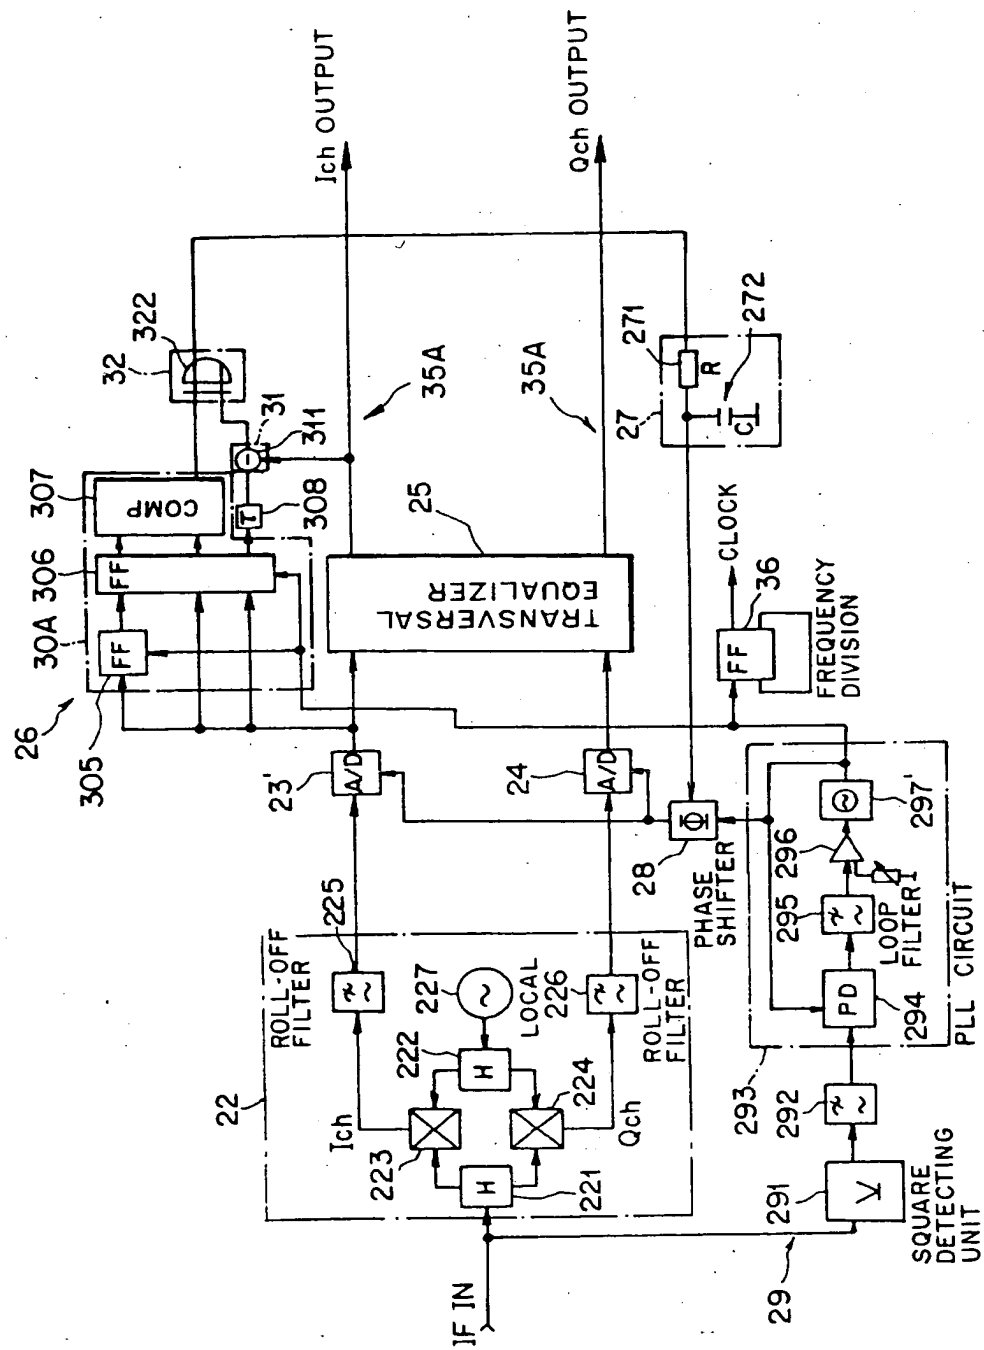 IF IN
29
22
Ich
223
H
221
222
H
224
Qch
227
LOCAL
ROLL-OFF
FILTER
225
226
ROLL-OFF
FILTER
SQUARE
DETECTING
UNIT
291
292
293
PD
294
295
LOOP
FILTER
296
297'
PLL CIRCUIT
PHASE
SHIFTER
28
Φ
23'
A/D
24
A/D
26
305
FF
30A
306
FF
307
COMP
308
T
31
311
32
322
TRANSVERSAL
EQUALIZER
25
35A
35A
Ich OUTPUT
Qch OUTPUT
27
271
R
C
272
FF
36
CLOCK
FREQUENCY
DIVISION